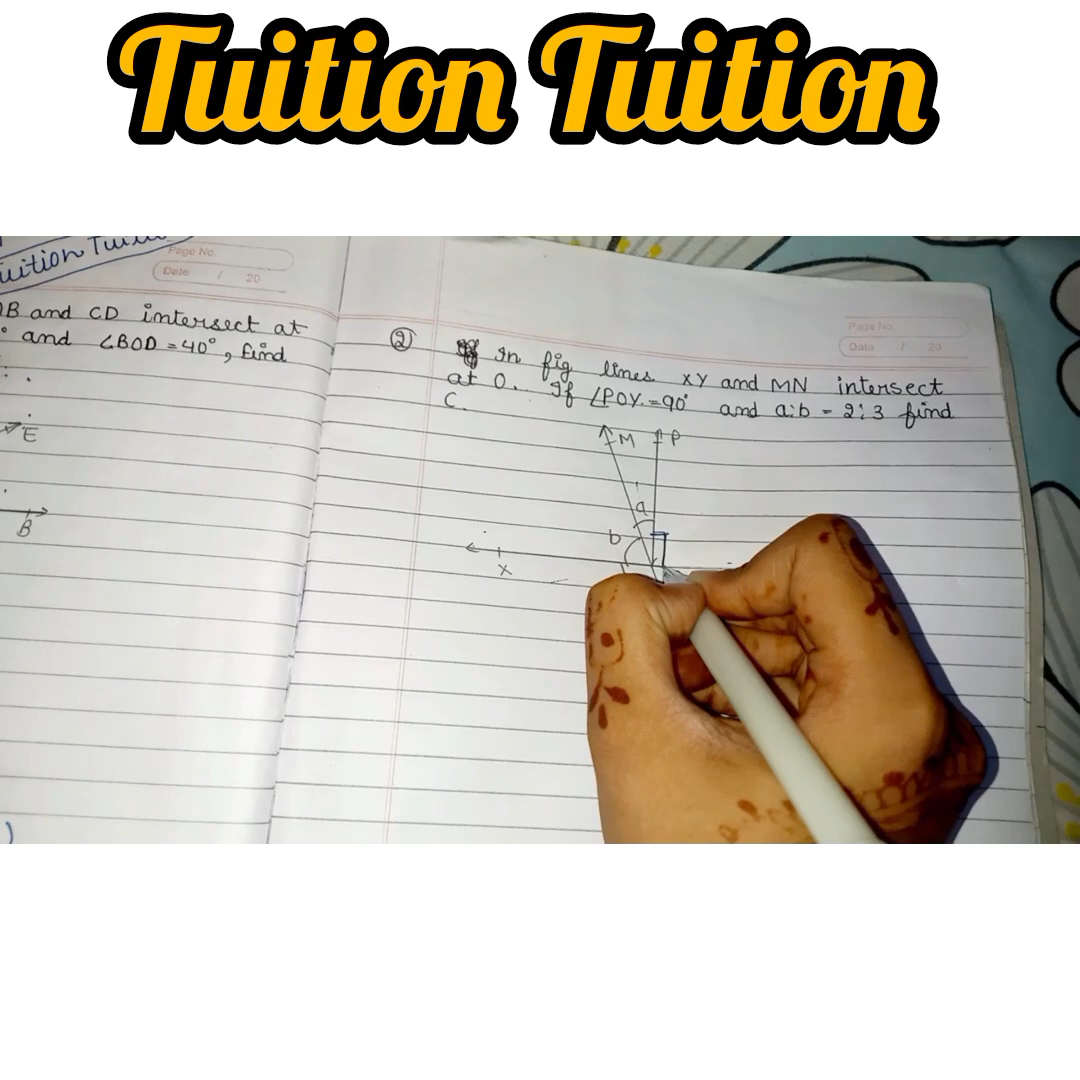 Tuition Tuition
Page No.
Date / 20
B and CD intersect at
and ∠BOD = 40°, find
E
B
Page No.
Date / 20
② In fig lines XY and MN intersect
at O. If ∠POY = 90° and a:b = 2:3 find
C.
M P
a
b
X